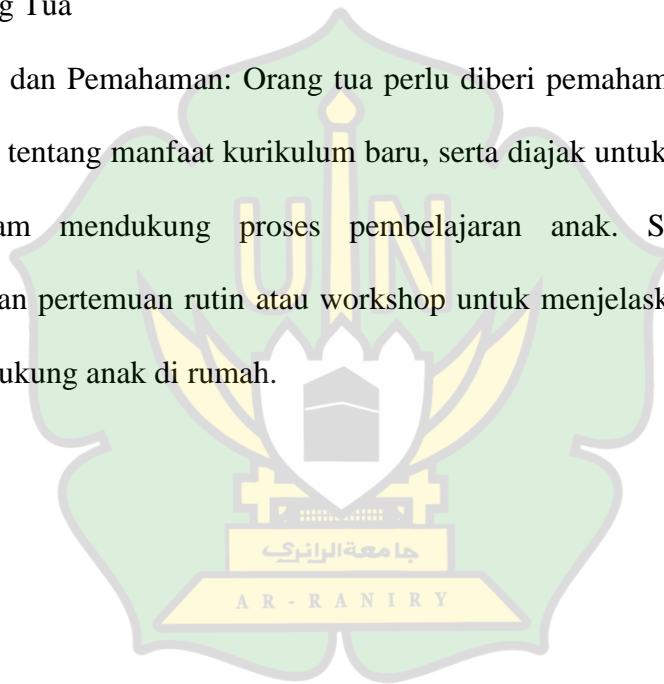 g Tua
dan Pemahaman: Orang tua perlu diberi pemaham
tentang manfaat kurikulum baru, serta diajak untuk
am mendukung proses pembelajaran anak. S
an pertemuan rutin atau workshop untuk menjelask
ukung anak di rumah.
UIN
جامعةالرانري
AR-RANIRY